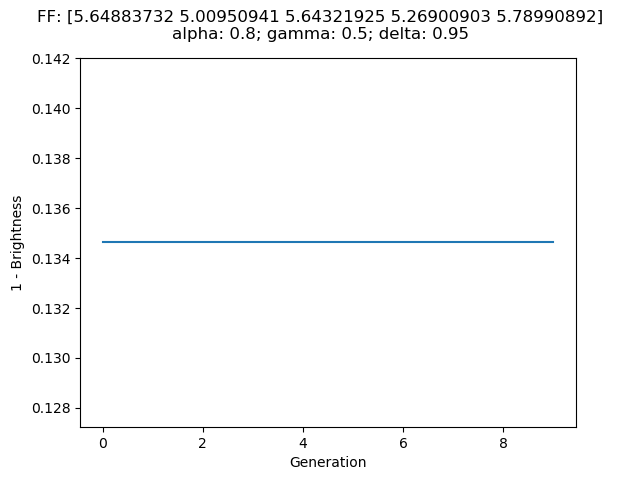 FF: [5.64883732 5.00950941 5.64321925 5.26900903 5.78990892]
alpha: 0.8; gamma: 0.5; delta: 0.95
0.142
0.140
0.138
0.136
0.134
0.132
0.130
0.128
1 - Brightness
0 2 4 6 8
Generation